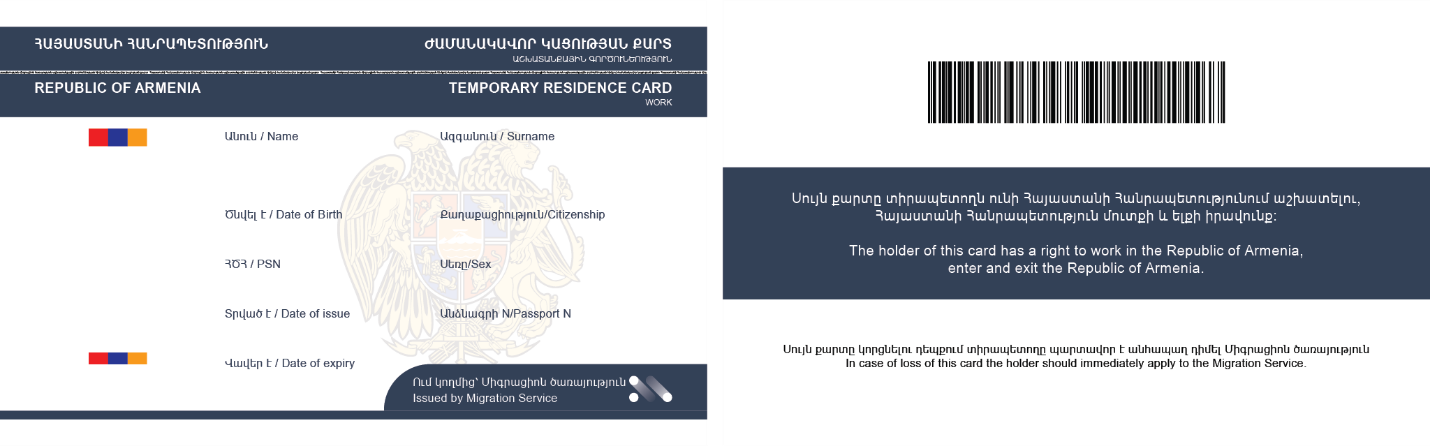 ՀԱՅԱՍՏԱՆԻ ՀԱՆՐԱՊԵՏՈՒԹՅՈՒՆ
ԺԱՄԱՆԱԿԱՎՈՐ ԿԱՑՈՒԹՅԱՆ ՔԱՐՏ
ԱՇԽԱՏԱՆՔԱՅԻՆ ԳՈՐԾՈՒՆԵՈՒԹՅՈՒՆ
REPUBLIC OF ARMENIA
TEMPORARY RESIDENCE CARD
WORK
Անուն / Name
Ազգանուն / Surname
Ծնվել է / Date of Birth
Քաղաքացիություն/Citizenship
ՀԾՀ / PSN
Սեռը/Sex
Տրված է / Date of issue
Անձնագրի N/Passport N
Վավեր է / Date of expiry
Ում կողմից՝ Միգրացիոն ծառայություն
Issued by Migration Service
Սույն քարտը տիրապետողն ունի Հայաստանի Հանրապետությունում աշխատելու,
Հայաստանի Հանրապետություն մուտքի և ելքի իրավունք:
The holder of this card has a right to work in the Republic of Armenia,
enter and exit the Republic of Armenia.
Սույն քարտը կորցնելու դեպքում տիրապետողը պարտավոր է անհապաղ դիմել Միգրացիոն ծառայություն
In case of loss of this card the holder should immediately apply to the Migration Service.